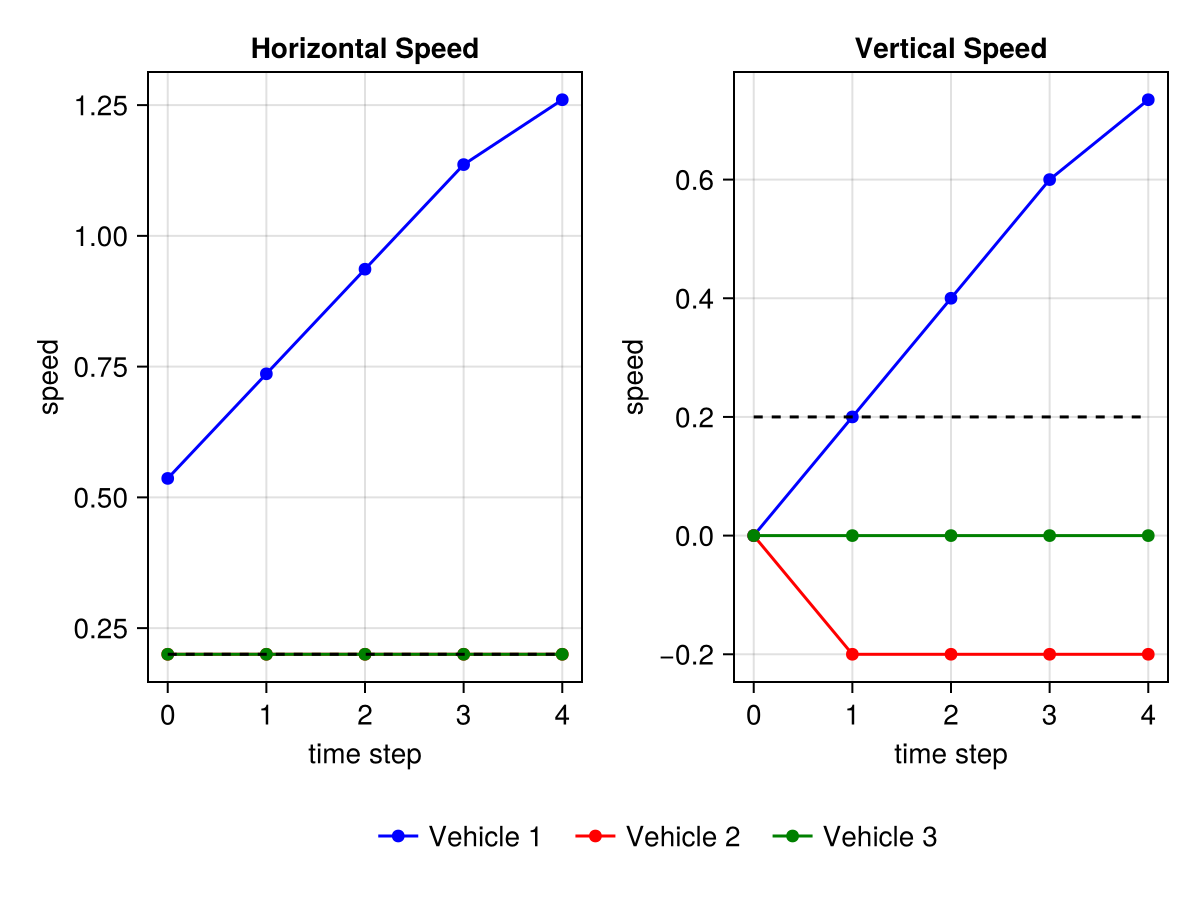 Horizontal Speed
speed
1.25
1.00
0.75
0.50
0.25
0 1 2 3 4
time step
Vertical Speed
speed
0.6
0.4
0.2
0.0
−0.2
0 1 2 3 4
time step
Vehicle 1 Vehicle 2 Vehicle 3